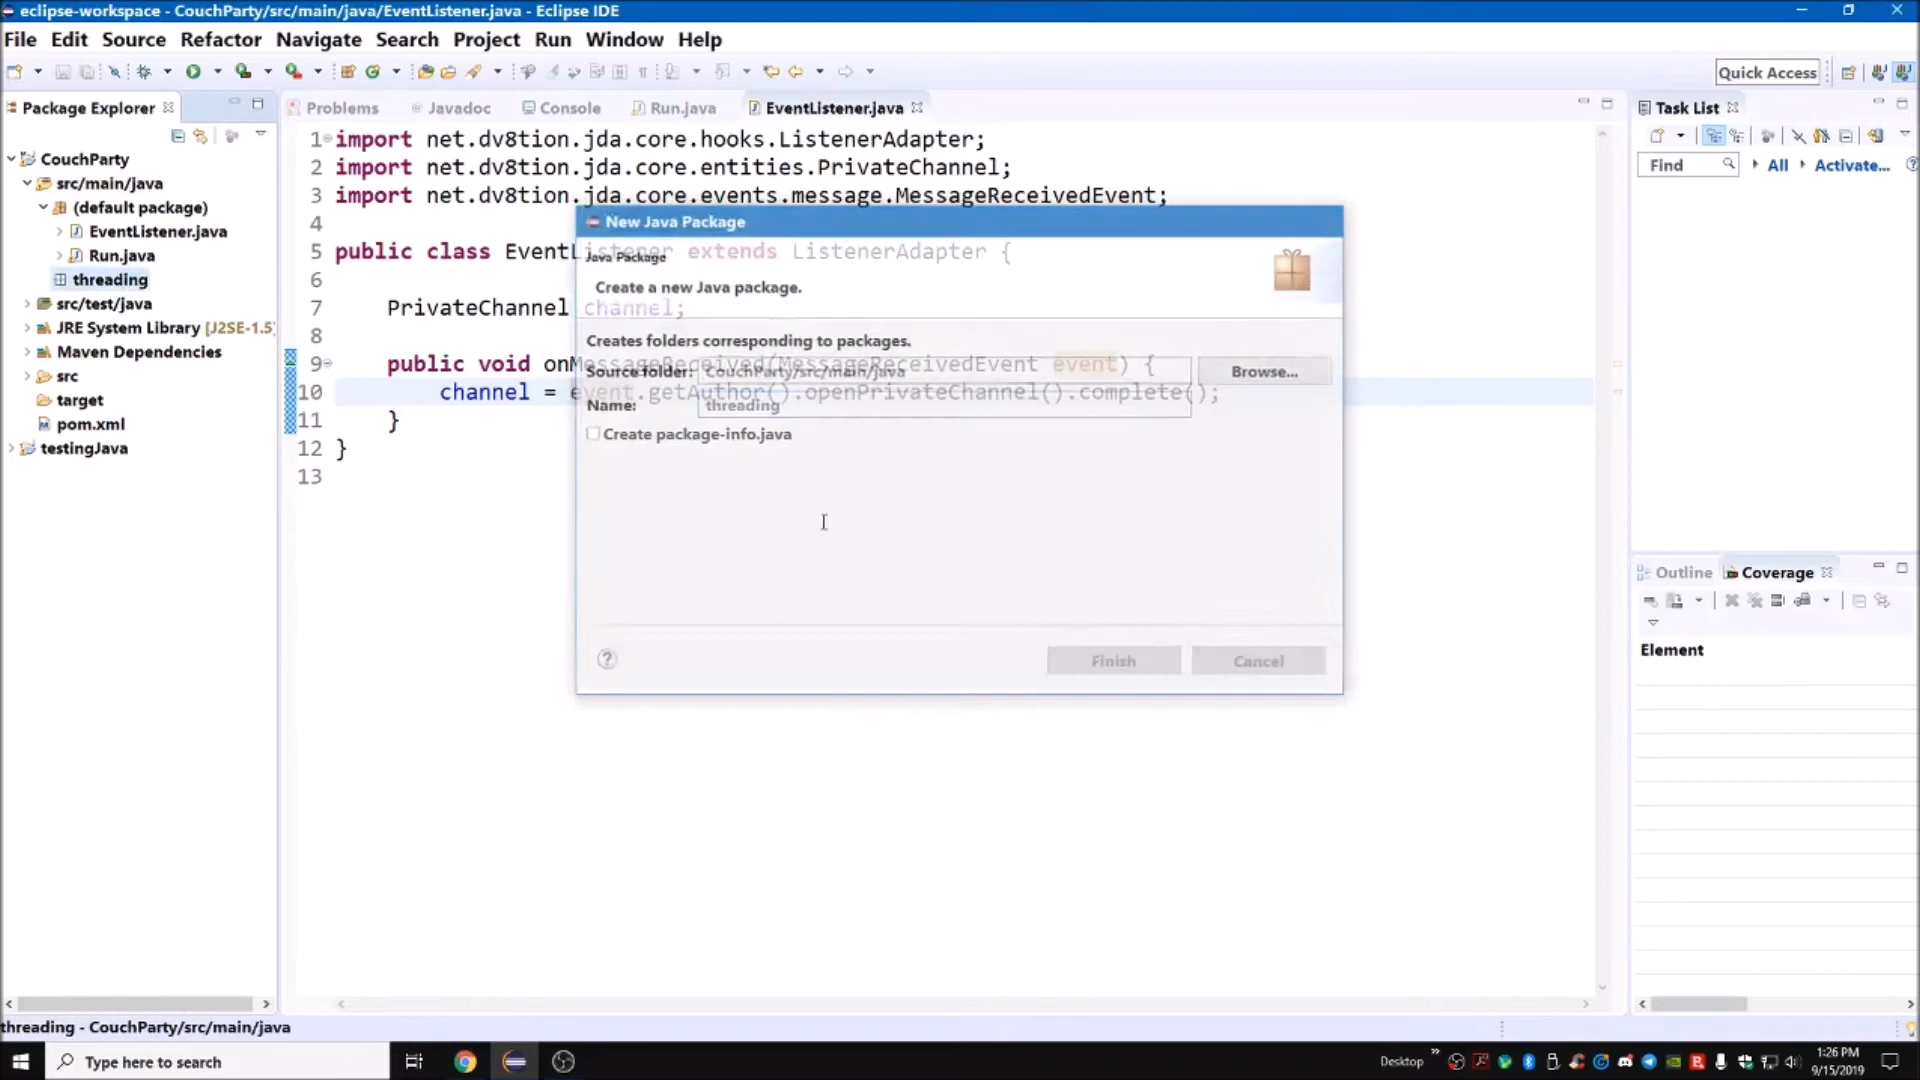 eclipse-workspace - CouchParty/src/main/java/EventListener.java - Eclipse IDE
File Edit Source Refactor Navigate Search Project Run Window Help
Quick Access
Package Explorer
CouchParty
src/main/java
(default package)
EventListener.java
Run.java
threading
src/test/java
JRE System Library [J2SE-1.5]
Maven Dependencies
src
target
pom.xml
testingJava
Problems Javadoc Console Run.java EventListener.java
1 import net.dv8tion.jda.core.hooks.ListenerAdapter;
2 import net.dv8tion.jda.core.entities.PrivateChannel;
3 import net.dv8tion.jda.core.events.message.MessageReceivedEvent;
4
5 public class EventListener extends ListenerAdapter {
6
7 PrivateChannel channel;
8
9 public void onMessageReceived(MessageReceivedEvent event) {
10 channel = event.getAuthor().openPrivateChannel().complete();
11 }
12 }
13
New Java Package
Java Package
Create a new Java package.
Creates folders corresponding to packages.
Source folder: CouchParty/src/main/java Browse...
Name: threading
Create package-info.java
Finish Cancel
Task List
Find All Activate...
Outline Coverage
Element
threading - CouchParty/src/main/java
Type here to search
Desktop
1:26 PM
9/15/2019